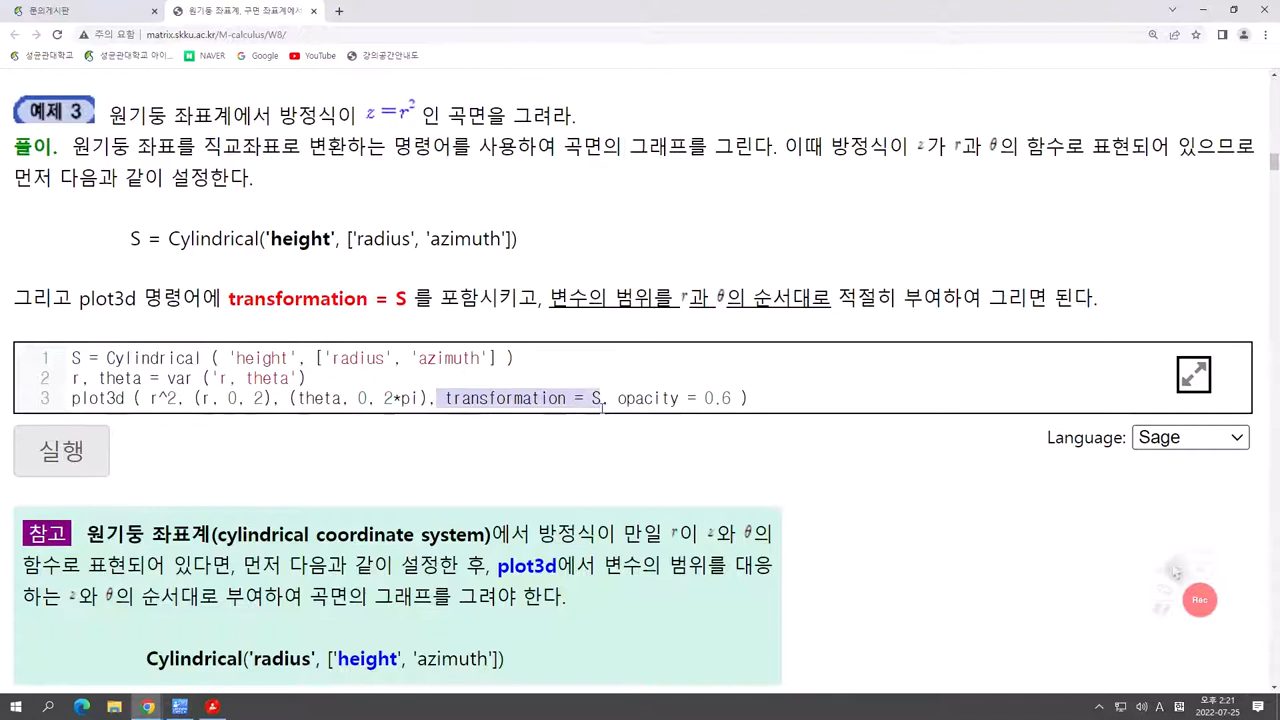 문의게시판
원기둥 좌표계, 구면 좌표계에서
주의 요함
matrix.skku.ac.kr/M-calculus/W8/
성균관대학교
성균관대학교 아이...
NAVER
Google
YouTube
강의공간안내도
예제 3 원기둥 좌표계에서 방정식이 z=r² 인 곡면을 그려라.
풀이. 원기둥 좌표를 직교좌표로 변환하는 명령어를 사용하여 곡면의 그래프를 그린다. 이때 방정식이 z가 r과 θ의 함수로 표현되어 있으므로
먼저 다음과 같이 설정한다.
S = Cylindrical('height', ['radius', 'azimuth'])
그리고 plot3d 명령어에 transformation = S 를 포함시키고, 변수의 범위를 r과 θ의 순서대로 적절히 부여하여 그리면 된다.
1 S = Cylindrical ( 'height', ['radius', 'azimuth'] )
2 r, theta = var ('r, theta')
3 plot3d ( r^2, (r, 0, 2), (theta, 0, 2*pi), transformation = S, opacity = 0.6 )
실행
Language: Sage
참고 원기둥 좌표계(cylindrical coordinate system)에서 방정식이 만일 r이 z와 θ의
함수로 표현되어 있다면, 먼저 다음과 같이 설정한 후, plot3d에서 변수의 범위를 대응
하는 z와 θ의 순서대로 부여하여 곡면의 그래프를 그려야 한다.
Rec
Cylindrical('radius', ['height', 'azimuth'])
A
오후 2:21
2022-07-25